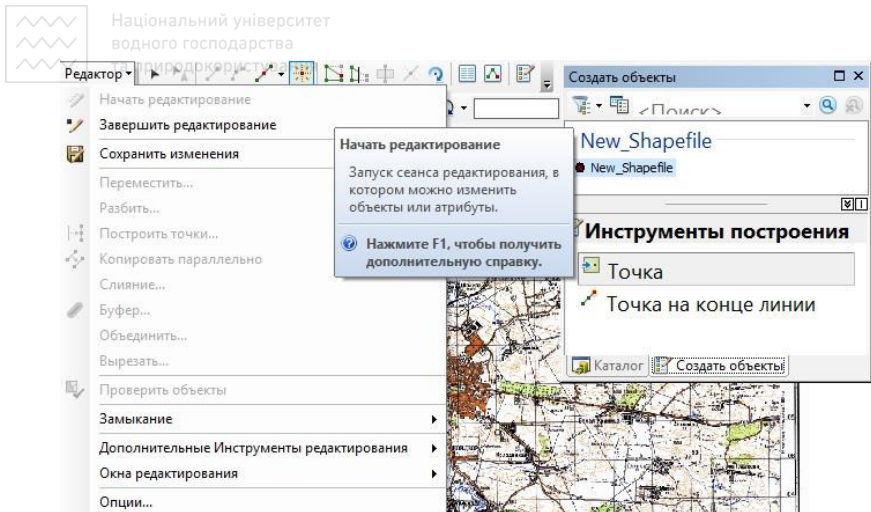 Національний університет
водного господарства
та природокористування
Редактор
Создать объекты
Начать редактирование
<Поиск>
Завершить редактирование
Сохранить изменения
Начать редактирование
Запуск сеанса редактирования, в
котором можно изменить
объекты или атрибуты.
Нажмите F1, чтобы получить
дополнительную справку.
New_Shapefile
New_Shapefile
Переместить...
Разбить...
Построить точки...
Копировать параллельно
Слияние...
Буфер...
Объединить...
Вырезать...
Проверить объекты
Замыкание
Дополнительные Инструменты редактирования
Окна редактирования
Опции...
Инструменты построения
Точка
Точка на конце линии
Каталог
Создать объекты